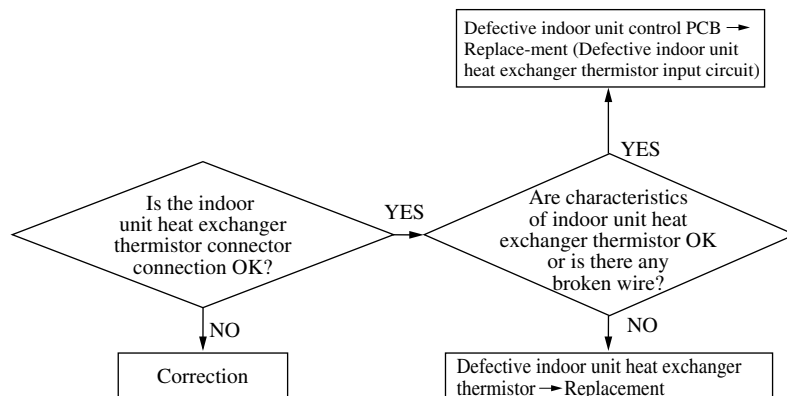 Defective indoor unit control PCB →
Replace-ment (Defective indoor unit
heat exchanger thermistor input circuit)
YES
Is the indoor
unit heat exchanger
thermistor connector
connection OK?
YES
Are characteristics
of indoor unit heat
exchanger thermistor OK
or is there any
broken wire?
NO
NO
Correction
Defective indoor unit heat exchanger
thermistor → Replacement